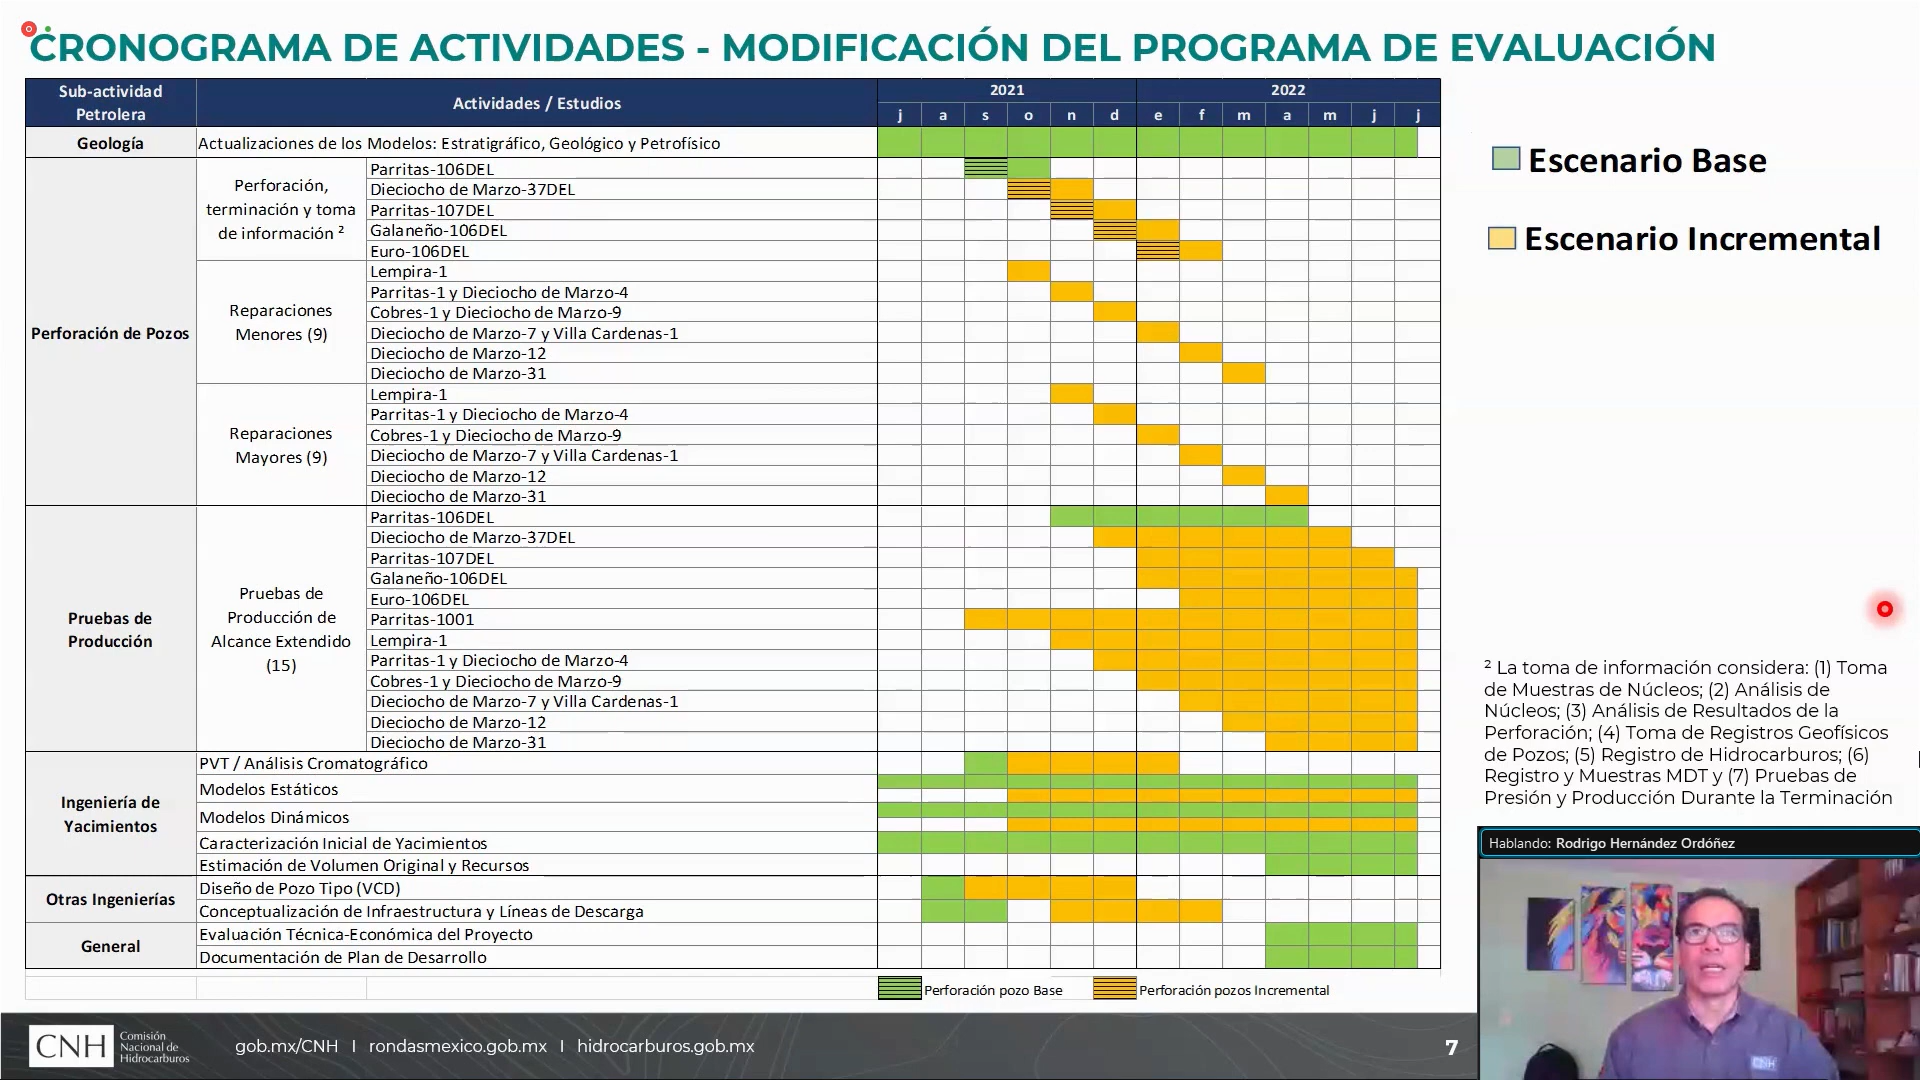 CRONOGRAMA DE ACTIVIDADES - MODIFICACIÓN DEL PROGRAMA DE EVALUACIÓN
Sub-actividad
Petrolera
Actividades / Estudios
2021
2022
j a s o n d e f m a m j j
Geología
Actualizaciones de los Modelos: Estratigráfico, Geológico y Petrofísico
Perforación de Pozos
Perforación,
terminación y toma
de información ²
Parritas-106DEL
Dieciocho de Marzo-37DEL
Parritas-107DEL
Galaneño-106DEL
Euro-106DEL
Reparaciones
Menores (9)
Lempira-1
Parritas-1 y Dieciocho de Marzo-4
Cobres-1 y Dieciocho de Marzo-9
Dieciocho de Marzo-7 y Villa Cardenas-1
Dieciocho de Marzo-12
Dieciocho de Marzo-31
Reparaciones
Mayores (9)
Lempira-1
Parritas-1 y Dieciocho de Marzo-4
Cobres-1 y Dieciocho de Marzo-9
Dieciocho de Marzo-7 y Villa Cardenas-1
Dieciocho de Marzo-12
Dieciocho de Marzo-31
Pruebas de
Producción
Pruebas de
Producción de
Alcance Extendido
(15)
Parritas-106DEL
Dieciocho de Marzo-37DEL
Parritas-107DEL
Galaneño-106DEL
Euro-106DEL
Parritas-1001
Lempira-1
Parritas-1 y Dieciocho de Marzo-4
Cobres-1 y Dieciocho de Marzo-9
Dieciocho de Marzo-7 y Villa Cardenas-1
Dieciocho de Marzo-12
Dieciocho de Marzo-31
Ingeniería de
Yacimientos
PVT / Análisis Cromatográfico
Modelos Estáticos
Modelos Dinámicos
Caracterización Inicial de Yacimientos
Estimación de Volumen Original y Recursos
Otras Ingenierías
Diseño de Pozo Tipo (VCD)
Conceptualización de Infraestructura y Líneas de Descarga
General
Evaluación Técnica-Económica del Proyecto
Documentación de Plan de Desarrollo
Perforación pozo Base
Perforación pozos Incremental
Escenario Base
Escenario Incremental
² La toma de información considera: (1) Toma
de Muestras de Núcleos; (2) Análisis de
Núcleos; (3) Análisis de Resultados de la
Perforación; (4) Toma de Registros Geofísicos
de Pozos; (5) Registro de Hidrocarburos; (6)
Registro y Muestras MDT y (7) Pruebas de
Presión y Producción Durante la Terminación
Hablando: Rodrigo Hernández Ordóñez
CNH
CNH
Comisión
Nacional de
Hidrocarburos
gob.mx/CNH I rondasmexico.gob.mx I hidrocarburos.gob.mx
7